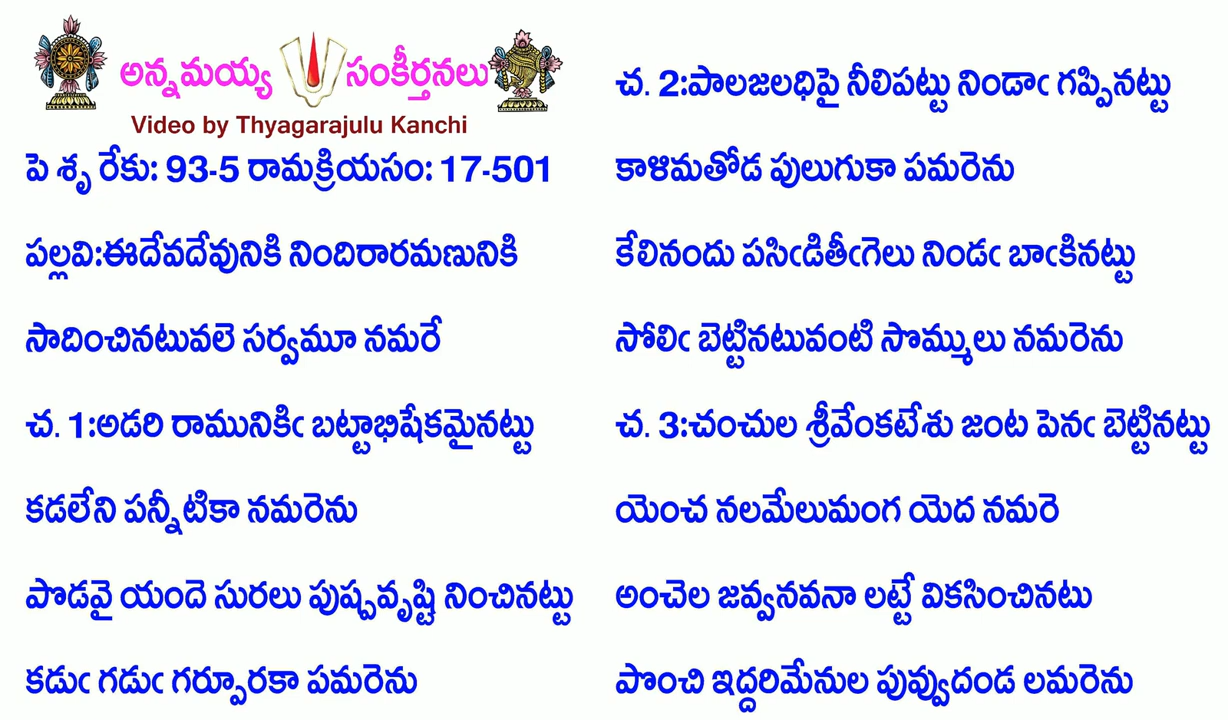 అన్నమయ్య సంకీర్తనలు
Video by Thyagarajulu Kanchi
పె శృ రేకు: 93-5 రామక్రియసం: 17-501
పల్లవి:ఈదేవదేవునికి నిందిరారమణునికి
సాదించినటువలె సర్వమూ నమరే
చ. 1:అడరి రామునికిఁ బట్టాభిషేకమైనట్టు
కడలేని పన్నీటికా నమరెను
పొడవై యందె సురలు పుష్పవృష్టి నించినట్టు
కడుఁ గడుఁ గర్పూరకా పమరెను
చ. 2:పాలజలధిపై నీలిపట్టు నిండాఁ గప్పినట్టు
కాళిమతోడ పులుగుకా పమరెను
కేలినందు పసిఁడితీఁగెలు నిండఁ బాఁకినట్టు
సోలిఁ బెట్టినటువంటి సొమ్ములు నమరెను
చ. 3:చంచుల శ్రీవేంకటేశు జంట పెనఁ బెట్టినట్టు
యెంచ నలమేలుమంగ యెద నమరె
అంచెల జవ్వనవనా లట్టే వికసించినటు
పొంచి ఇద్దరిమేనుల పువ్వుదండ లమరెను